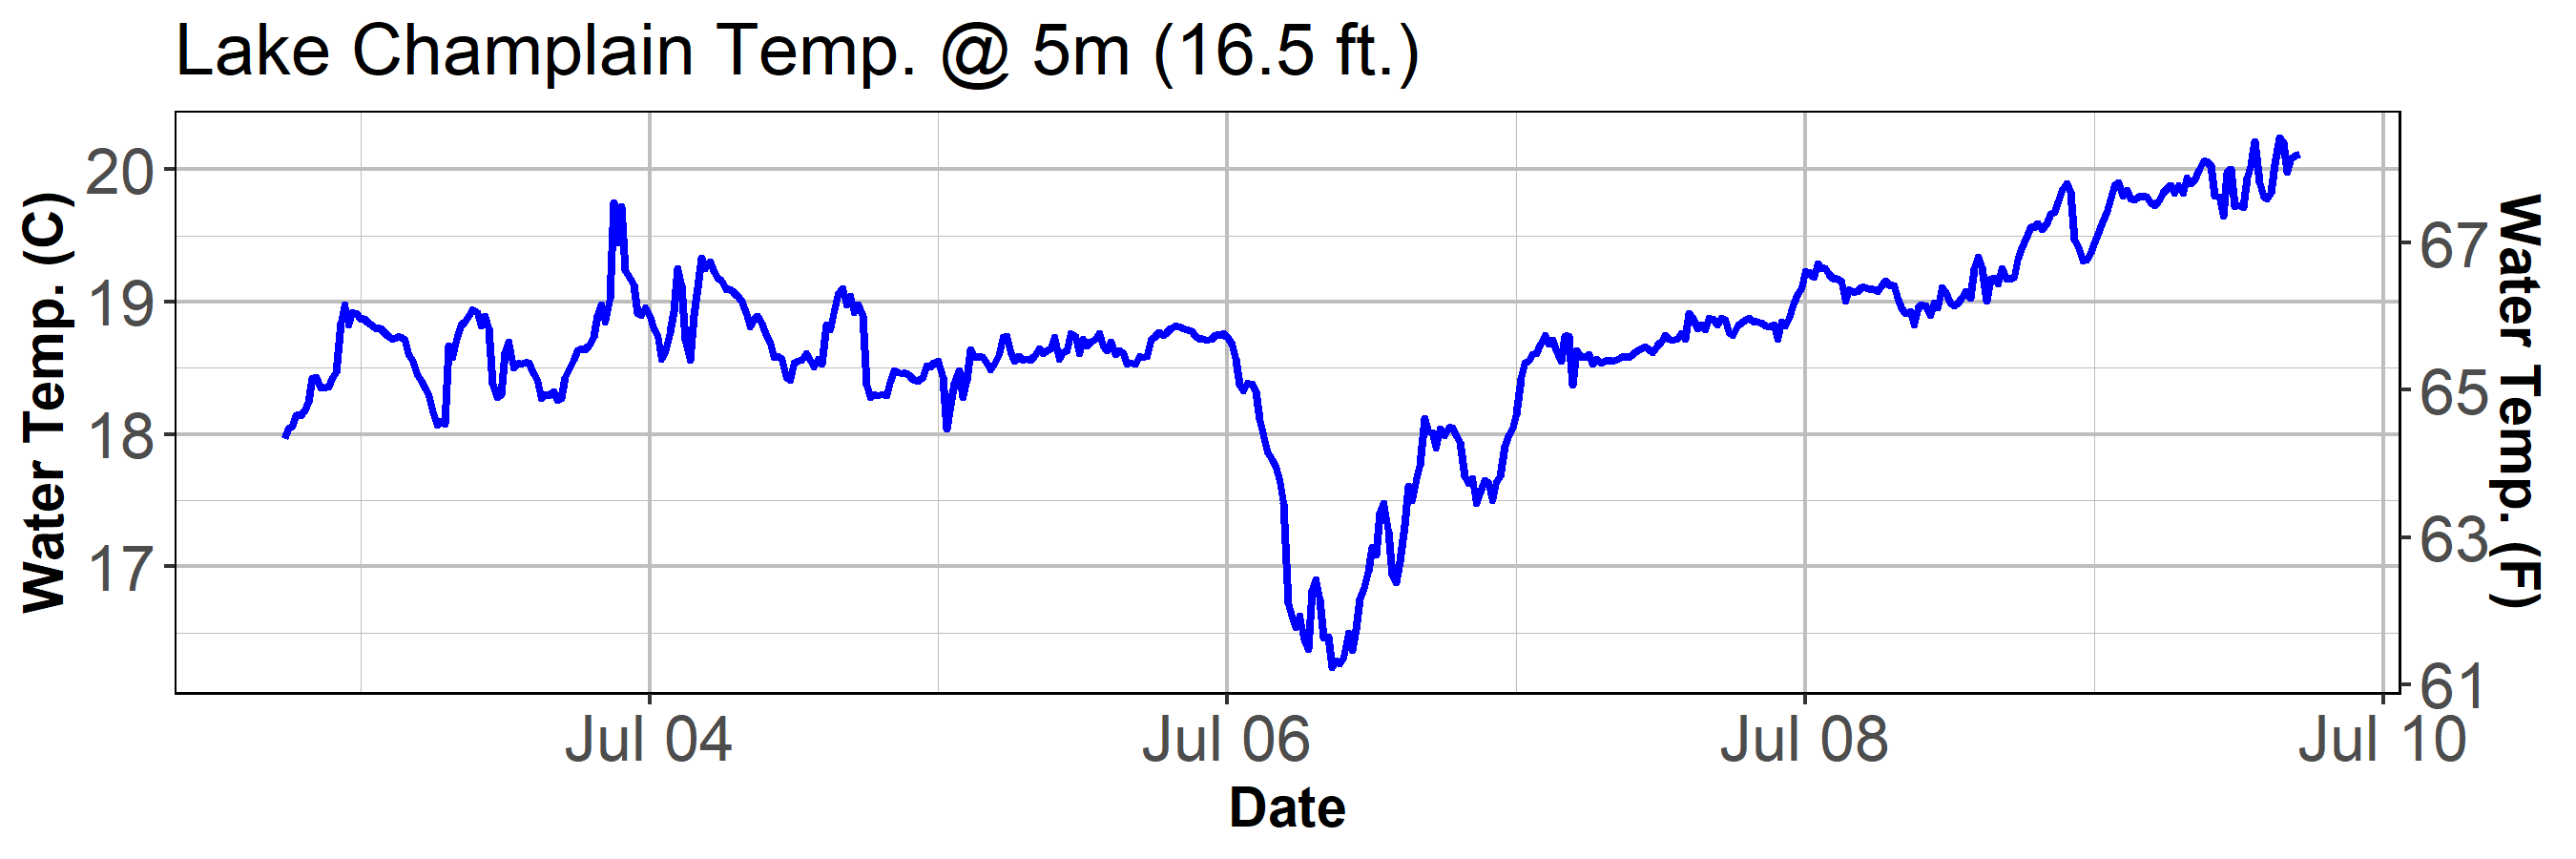 Lake Champlain Temp. @ 5m (16.5 ft.)
Water Temp. (C)
20
19
18
17
67
65
63
61
Water Temp. (F)
Jul 04
Jul 06
Jul 08
Jul 10
Date